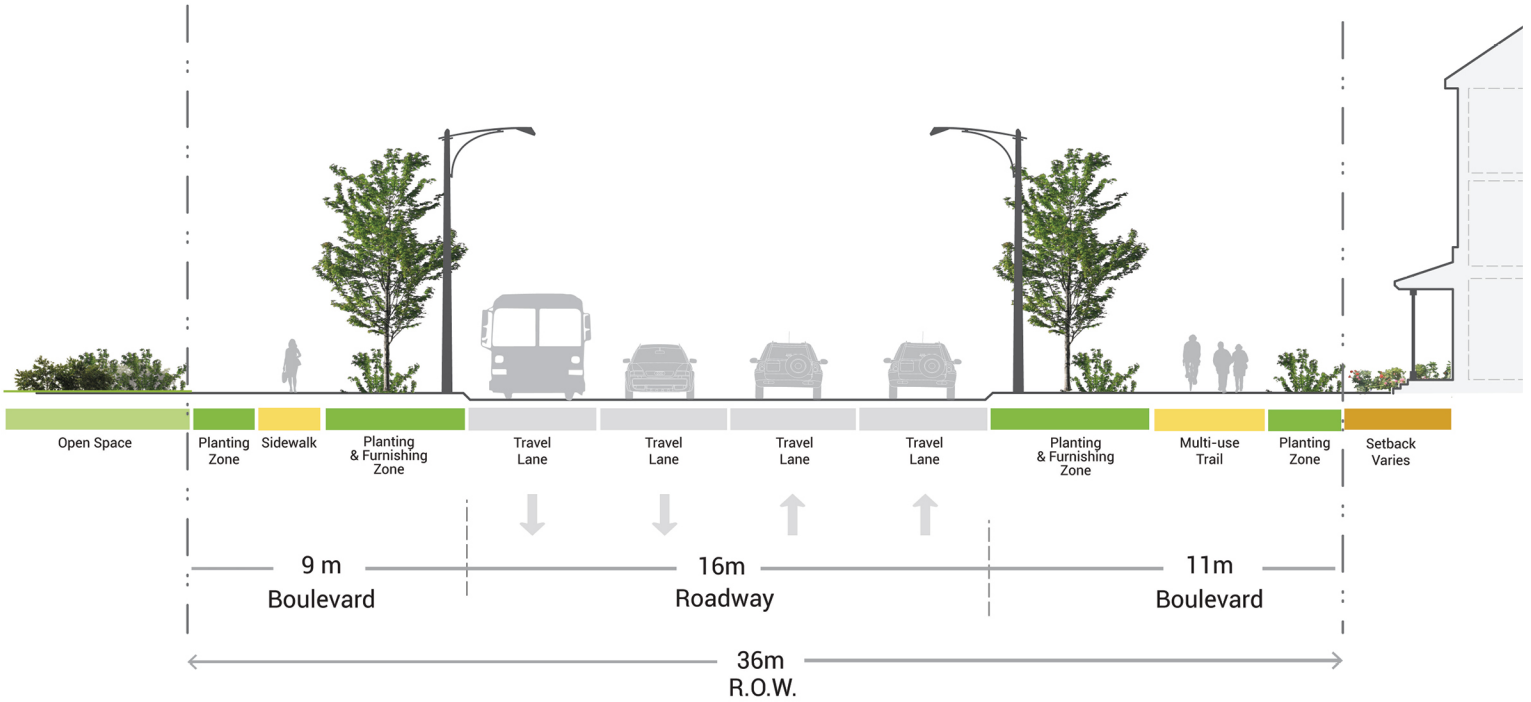 Open Space
Planting
Zone
Sidewalk
Planting
& Furnishing
Zone
Travel
Lane
Travel
Lane
Travel
Lane
Travel
Lane
Planting
& Furnishing
Zone
Multi-use
Trail
Planting
Zone
Setback
Varies
9 m
Boulevard
16m
Roadway
11m
Boulevard
36m
R.O.W.